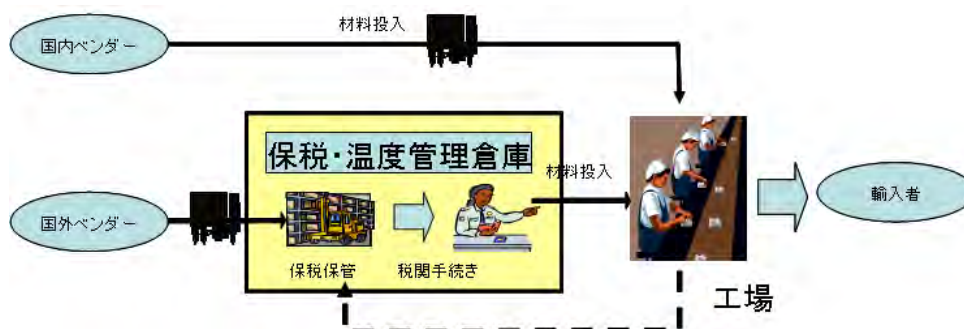 材料投入
国内ベンダー
保税・温度管理倉庫
材料投入
国外ベンダー
輸入者
保税保管
税関手続き
工場